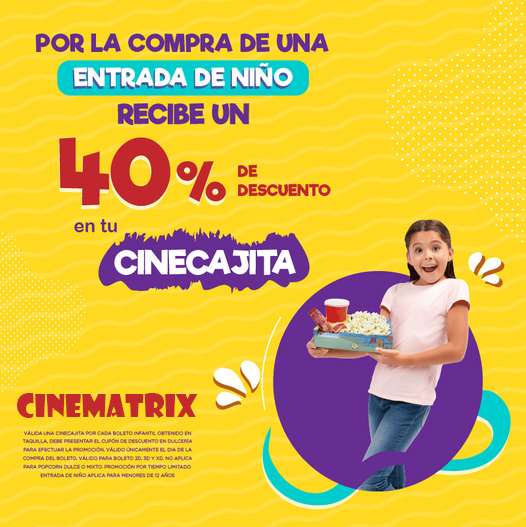 POR LA COMPRA DE UNA
ENTRADA DE NIÑO
RECIBE UN
40% DE
DESCUENTO
en tu
CINECAJITA
CINEMATRIX
VÁLIDA UNA CINECAJITA POR CADA BOLETO INFANTIL OBTENIDO EN
TAQUILLA, DEBE PRESENTAR EL CUPÓN DE DESCUENTO EN DULCERÍA
PARA EFECTUAR LA PROMOCIÓN, VÁLIDO ÚNICAMENTE EL DIA DE LA
COMPRA DEL BOLETO, VÁLIDO PARA BOLETO 2D, 3D Y XD. NO APLICA
PARA POPCORN DULCE O MIXTO. PROMOCIÓN POR TIEMPO LIMITADO.
ENTRADA DE NIÑO APLICA PARA MENORES DE 12 AÑOS